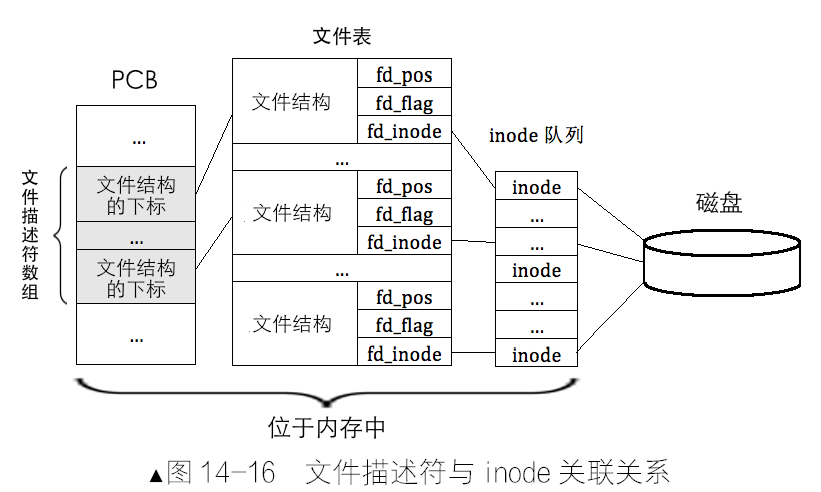 文件表
PCB
...
文件结构
的下标
...
文件结构
的下标
...
文件描述符数组
文件结构
fd_pos
fd_flag
fd_inode
...
文件结构
fd_pos
fd_flag
fd_inode
...
文件结构
fd_pos
fd_flag
fd_inode
inode 队列
inode
...
...
inode
...
...
inode
磁盘
位于内存中
▲图 14-16 文件描述符与 inode 关联关系